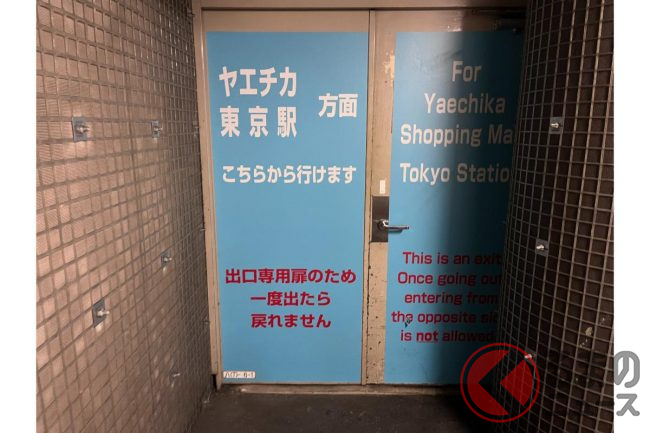 ヤエチカ
東京駅
方面
こちらから行けます
出口専用扉のため
一度出たら
戻れません
For
Yaechika
Shopping Ma
Tokyo Statio
This is an exit
Once going out
entering from
the opposite si
is not allowed
の
ス